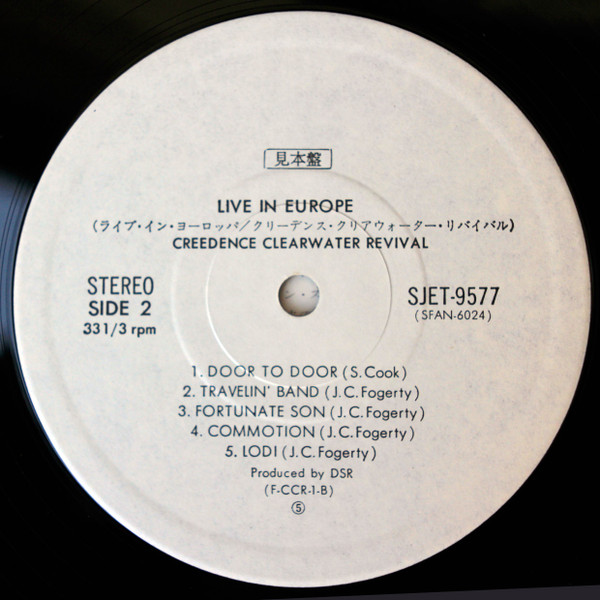 見本盤
LIVE IN EUROPE
(ライブ・イン・ヨーロッパ/クリーデンス・クリアウォーター・リバイバル)
CREEDENCE CLEARWATER REVIVAL
STEREO
SIDE 2
331/3 rpm
SJET-9577
(SFAN-6024)
1. DOOR TO DOOR (S. Cook)
2. TRAVELIN' BAND (J. C. Fogerty)
3. FORTUNATE SON (J. C. Fogerty)
4. COMMOTION (J. C. Fogerty)
5. LODI (J. C. Fogerty)
Produced by DSR
(F-CCR-1-B)
⑤